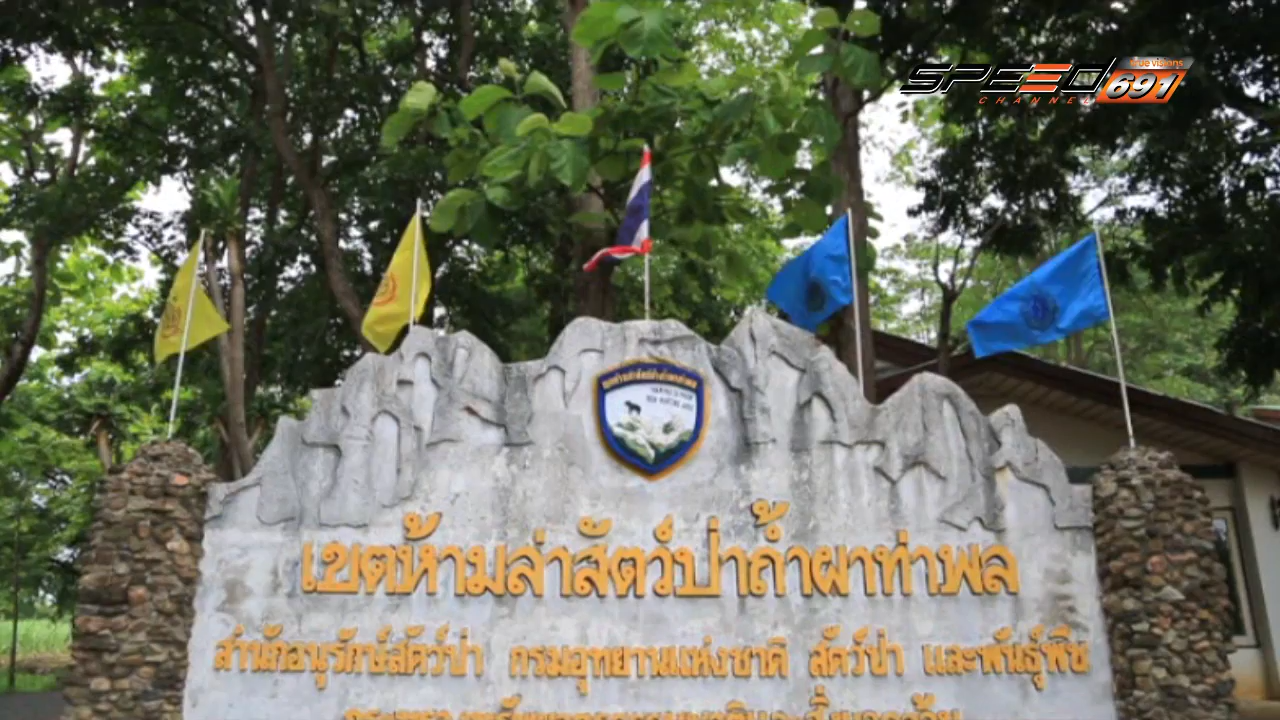 true visions
SPEED 691
CHANNEL
เขตห้ามล่าสัตว์ป่าถ้ำผาท่าพล
สำนักอนุรักษ์สัตว์ป่า กรมอุทยานแห่งชาติ สัตว์ป่า และพันธุ์พืช